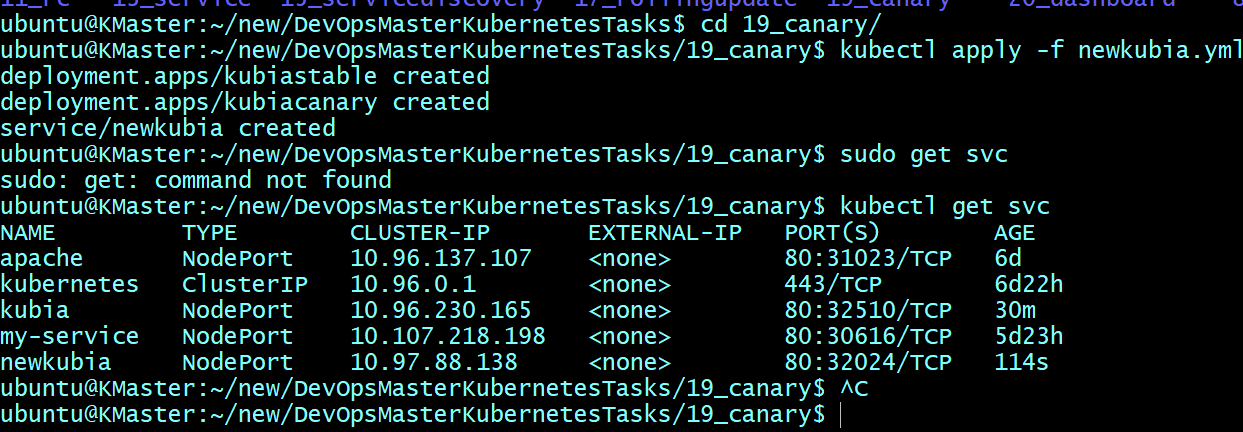 11_rc 15_service 15_servicediscovery 17_rollingupdate 19_canary 20_dashboard
ubuntu@KMaster:~/new/DevOpsMasterKubernetesTasks$ cd 19_canary/
ubuntu@KMaster:~/new/DevOpsMasterKubernetesTasks/19_canary$ kubectl apply -f newkubia.yml
deployment.apps/kubiastable created
deployment.apps/kubiacanary created
service/newkubia created
ubuntu@KMaster:~/new/DevOpsMasterKubernetesTasks/19_canary$ sudo get svc
sudo: get: command not found
ubuntu@KMaster:~/new/DevOpsMasterKubernetesTasks/19_canary$ kubectl get svc
NAME TYPE CLUSTER-IP EXTERNAL-IP PORT(S) AGE
apache NodePort 10.96.137.107 <none> 80:31023/TCP 6d
kubernetes ClusterIP 10.96.0.1 <none> 443/TCP 6d22h
kubia NodePort 10.96.230.165 <none> 80:32510/TCP 30m
my-service NodePort 10.107.218.198 <none> 80:30616/TCP 5d23h
newkubia NodePort 10.97.88.138 <none> 80:32024/TCP 114s
ubuntu@KMaster:~/new/DevOpsMasterKubernetesTasks/19_canary$ ^C
ubuntu@KMaster:~/new/DevOpsMasterKubernetesTasks/19_canary$